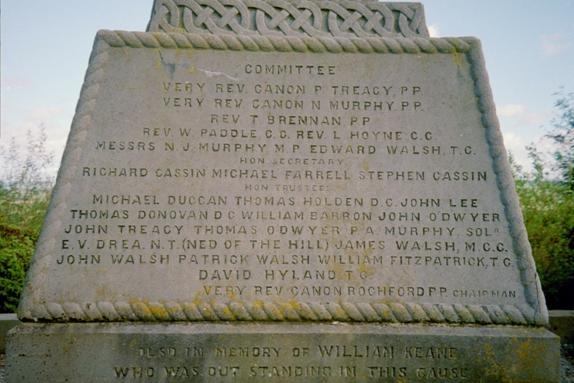 COMMITTEE
VERY REV. CANON P. TREACY, P.P.
VERY REV. CANON N. MURPHY, P.P.
REV. T. BRENNAN. P.P.
REV. W. PADDLE, C.C. REV. L. HOYNE C.C.
MESSRS N.J. MURPHY M.P. EDWARD WALSH, T.C.
HON SECRETARY
RICHARD CASSIN MICHAEL FARRELL STEPHEN CASSIN
HON TRUSTEES
MICHAEL DUGGAN THOMAS HOLDEN D.C. JOHN LEE
THOMAS DONOVAN D C WILLIAM BARRON JOHN O'DWYER
JOHN TREACY THOMAS O'DWYER P.A. MURPHY, SOLR
E.V. DREA. N.T. (NED OF THE HILL) JAMES WALSH, M.C.C.
JOHN WALSH PATRICK WALSH WILLIAM FITZPATRICK, T.C.
DAVID HYLAND, T.C.
VERY REV CANON ROCHFORD P.P. CHAIRMAN
ALSO IN MEMORY OF WILLIAM KEANE
WHO WAS OUT STANDING IN THIS CAUSE